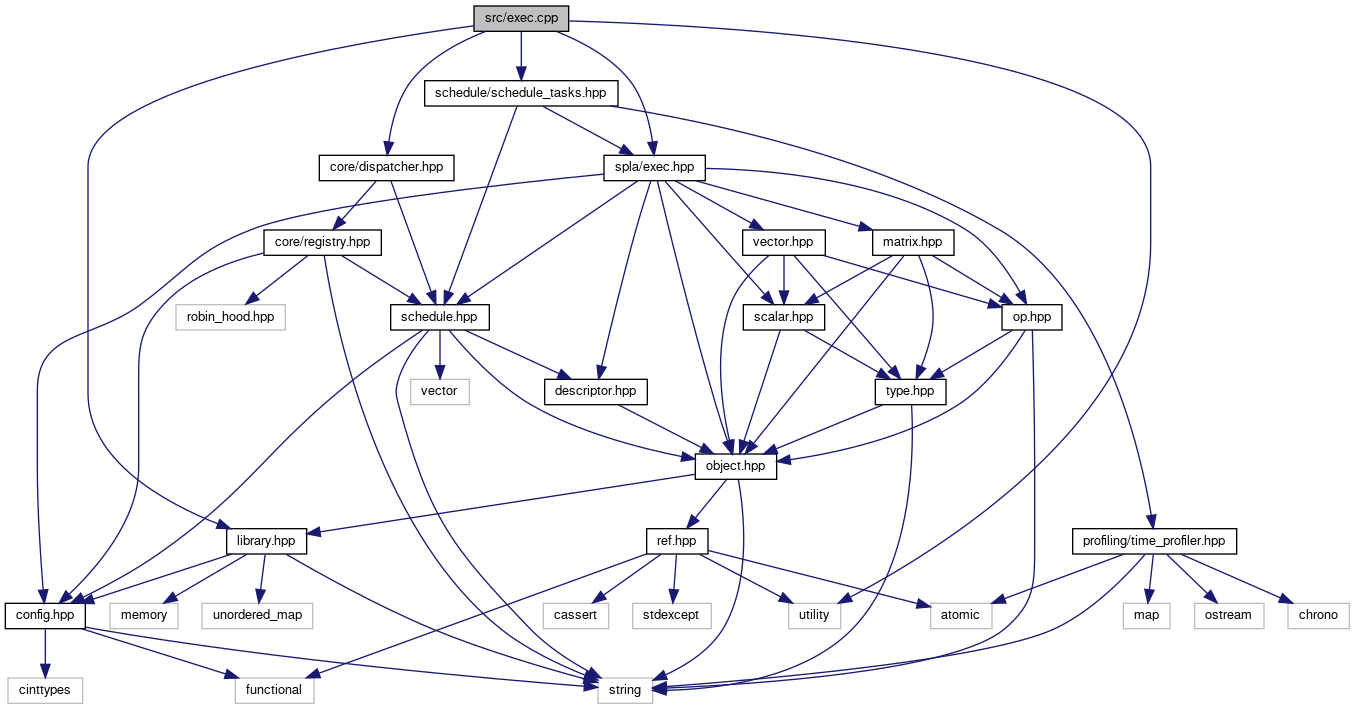 src/exec.cpp
schedule/schedule_tasks.hpp
core/dispatcher.hpp
spla/exec.hpp
core/registry.hpp
vector.hpp
matrix.hpp
robin_hood.hpp
schedule.hpp
scalar.hpp
op.hpp
vector
descriptor.hpp
type.hpp
object.hpp
library.hpp
ref.hpp
profiling/time_profiler.hpp
config.hpp
memory
unordered_map
cassert
stdexcept
utility
atomic
map
ostream
chrono
cinttypes
functional
string